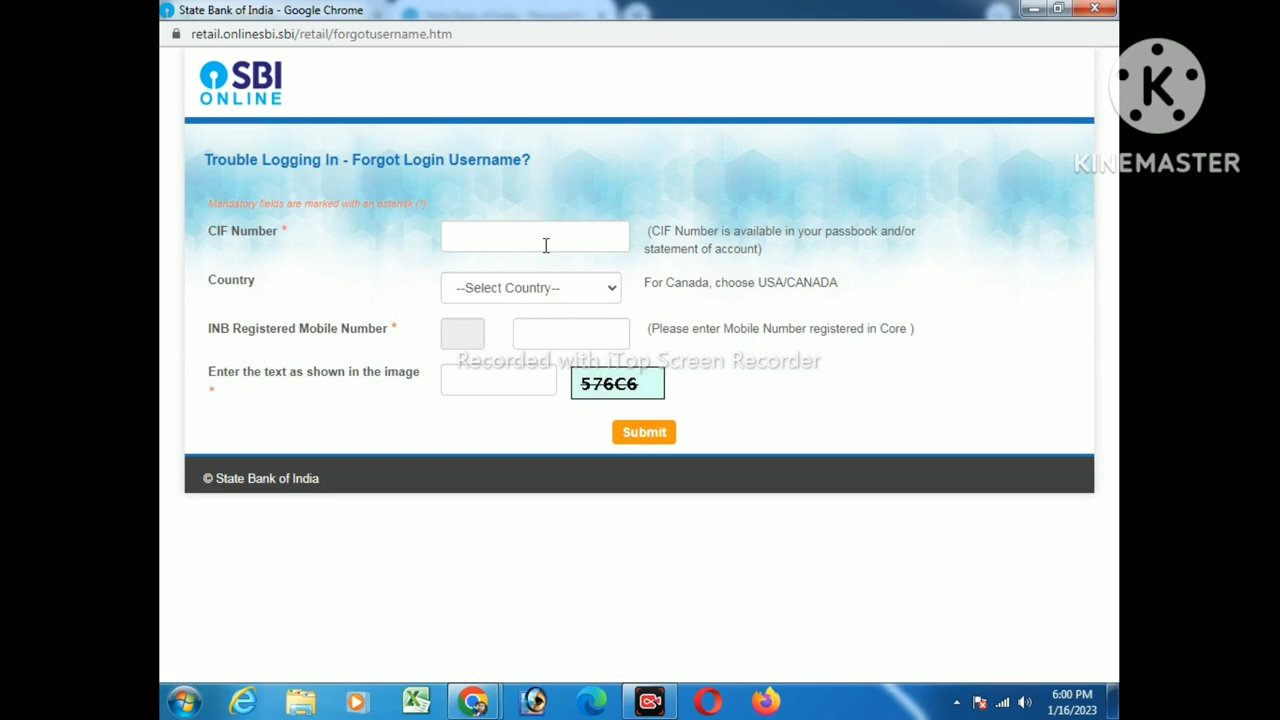 State Bank of India - Google Chrome
retail.onlinesbi.sbi/retail/forgotusername.htm
SBI
ONLINE
K
KINEMASTER
Trouble Logging In - Forgot Login Username?
Mandatory fields are marked with an asterisk (*)
CIF Number *
(CIF Number is available in your passbook and/or
statement of account)
Country
--Select Country--
For Canada, choose USA/CANADA
INB Registered Mobile Number *
(Please enter Mobile Number registered in Core )
Recorded with iTop Screen Recorder
Enter the text as shown in the image
*
576C6
Submit
© State Bank of India
6:00 PM
1/16/2023